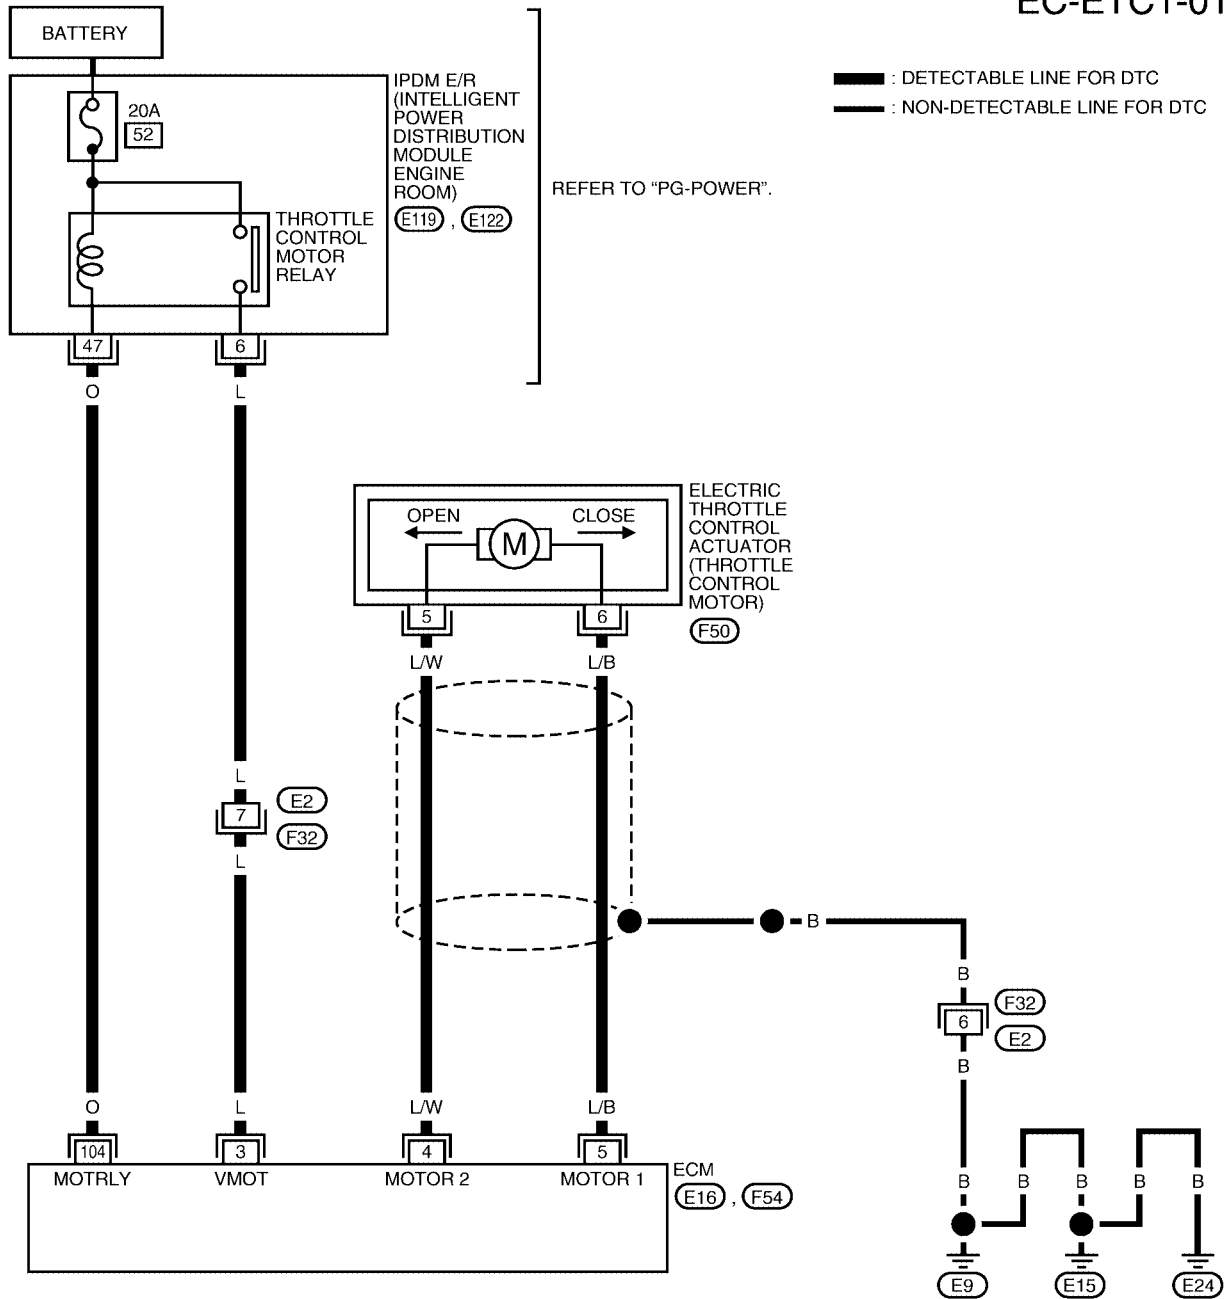 EC-ETC1-01
BATTERY
: DETECTABLE LINE FOR DTC
: NON-DETECTABLE LINE FOR DTC
20A
52
IPDM E/R
(INTELLIGENT
POWER
DISTRIBUTION
MODULE
ENGINE
ROOM)
E119 , E122
REFER TO “PG-POWER”.
THROTTLE
CONTROL
MOTOR
RELAY
47 6
O L
ELECTRIC
THROTTLE
CONTROL
ACTUATOR
(THROTTLE
CONTROL
MOTOR)
F50
OPEN CLOSE
M
5 6
L/W L/B
L
7
E2
F32
L
B
B
6
F32
E2
B
O L L/W L/B
104 3 4 5
MOTRLY VMOT MOTOR 2 MOTOR 1
ECM
E16 , F54
B B B B B
E9 E15 E24